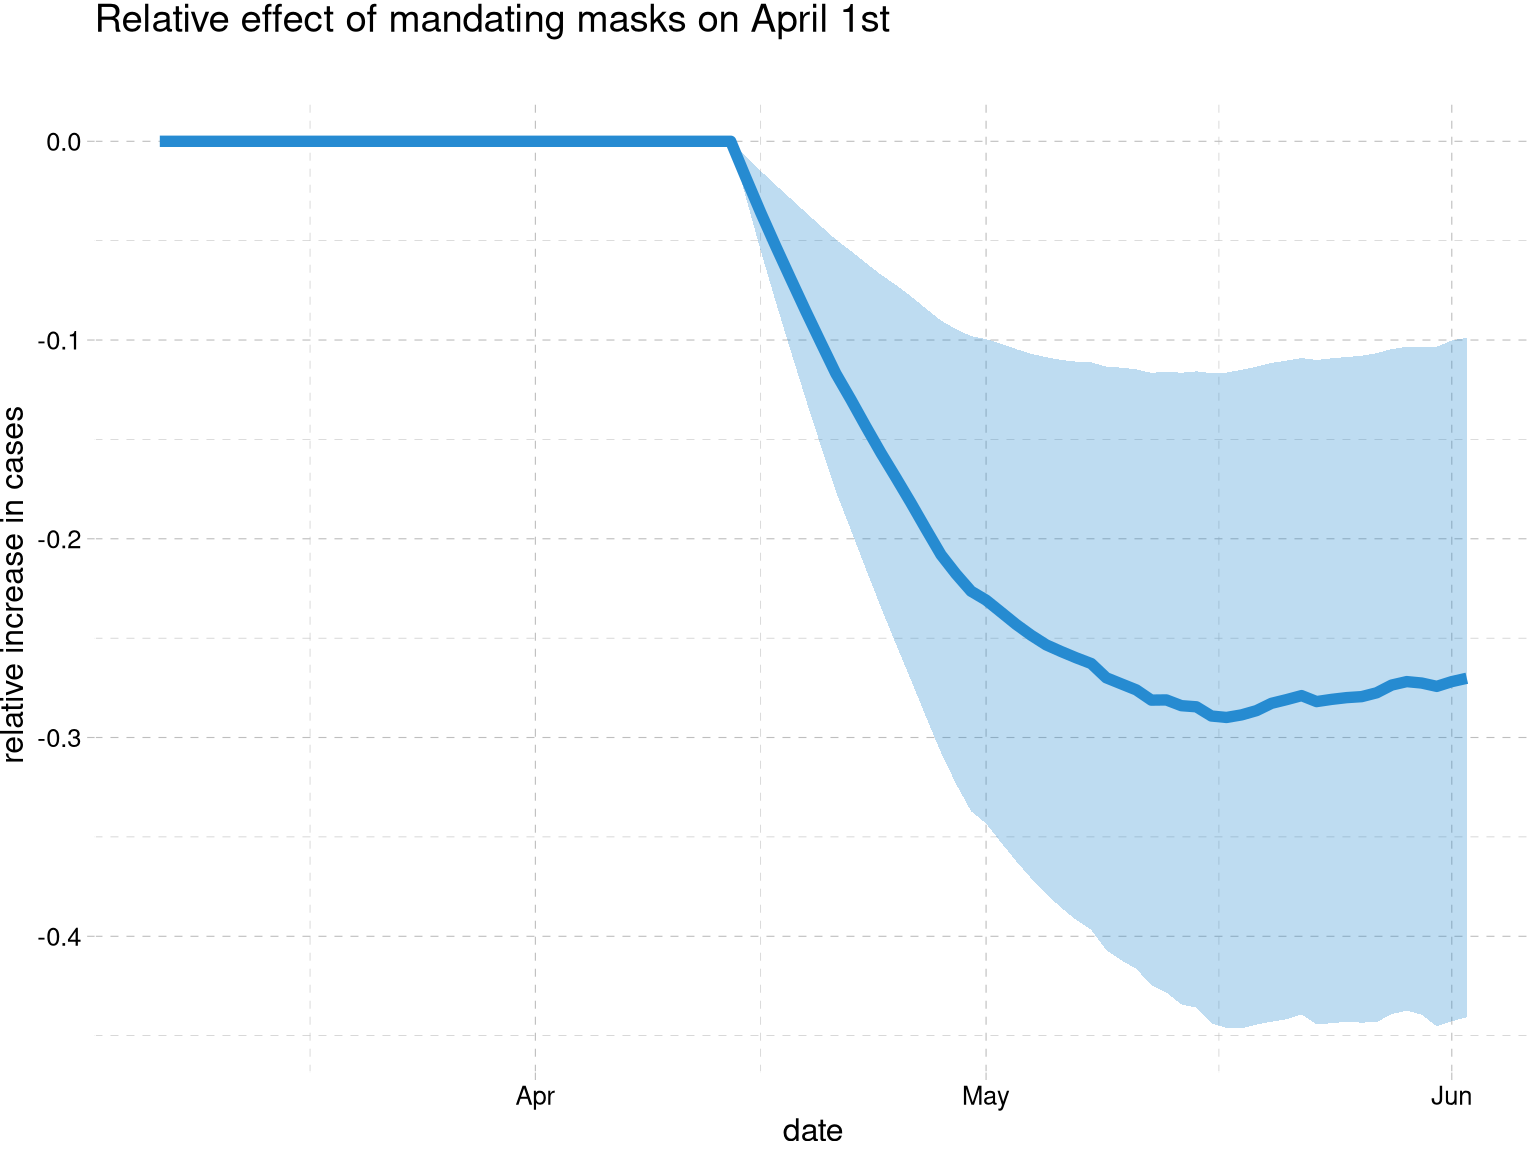 Relative effect of mandating masks on April 1st
relative increase in cases
0.0
-0.1
-0.2
-0.3
-0.4
Apr May Jun
date